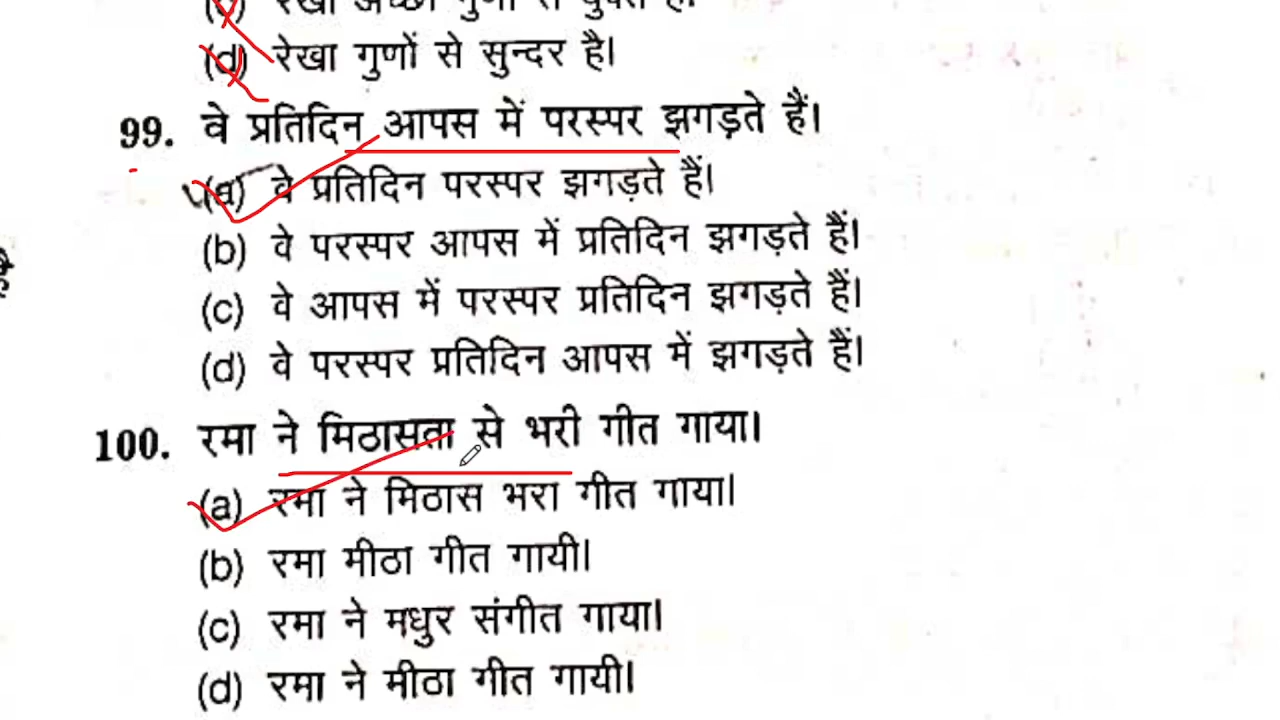 (d) रेखा गुणों से सुन्दर है।
99. वे प्रतिदिन आपस में परस्पर झगड़ते हैं।
(a) वे प्रतिदिन परस्पर झगड़ते हैं।
(b) वे परस्पर आपस में प्रतिदिन झगड़ते हैं।
(c) वे आपस में परस्पर प्रतिदिन झगड़ते हैं।
है
(d) वे परस्पर प्रतिदिन आपस में झगड़ते हैं।
100. रमा ने मिठासता से भरी गीत गाया।
(a) रमा ने मिठास भरा गीत गाया।
(b) रमा मीठा गीत गायी।
(c) रमा ने मधुर संगीत गाया।
(d) रमा ने मीठा गीत गायी।